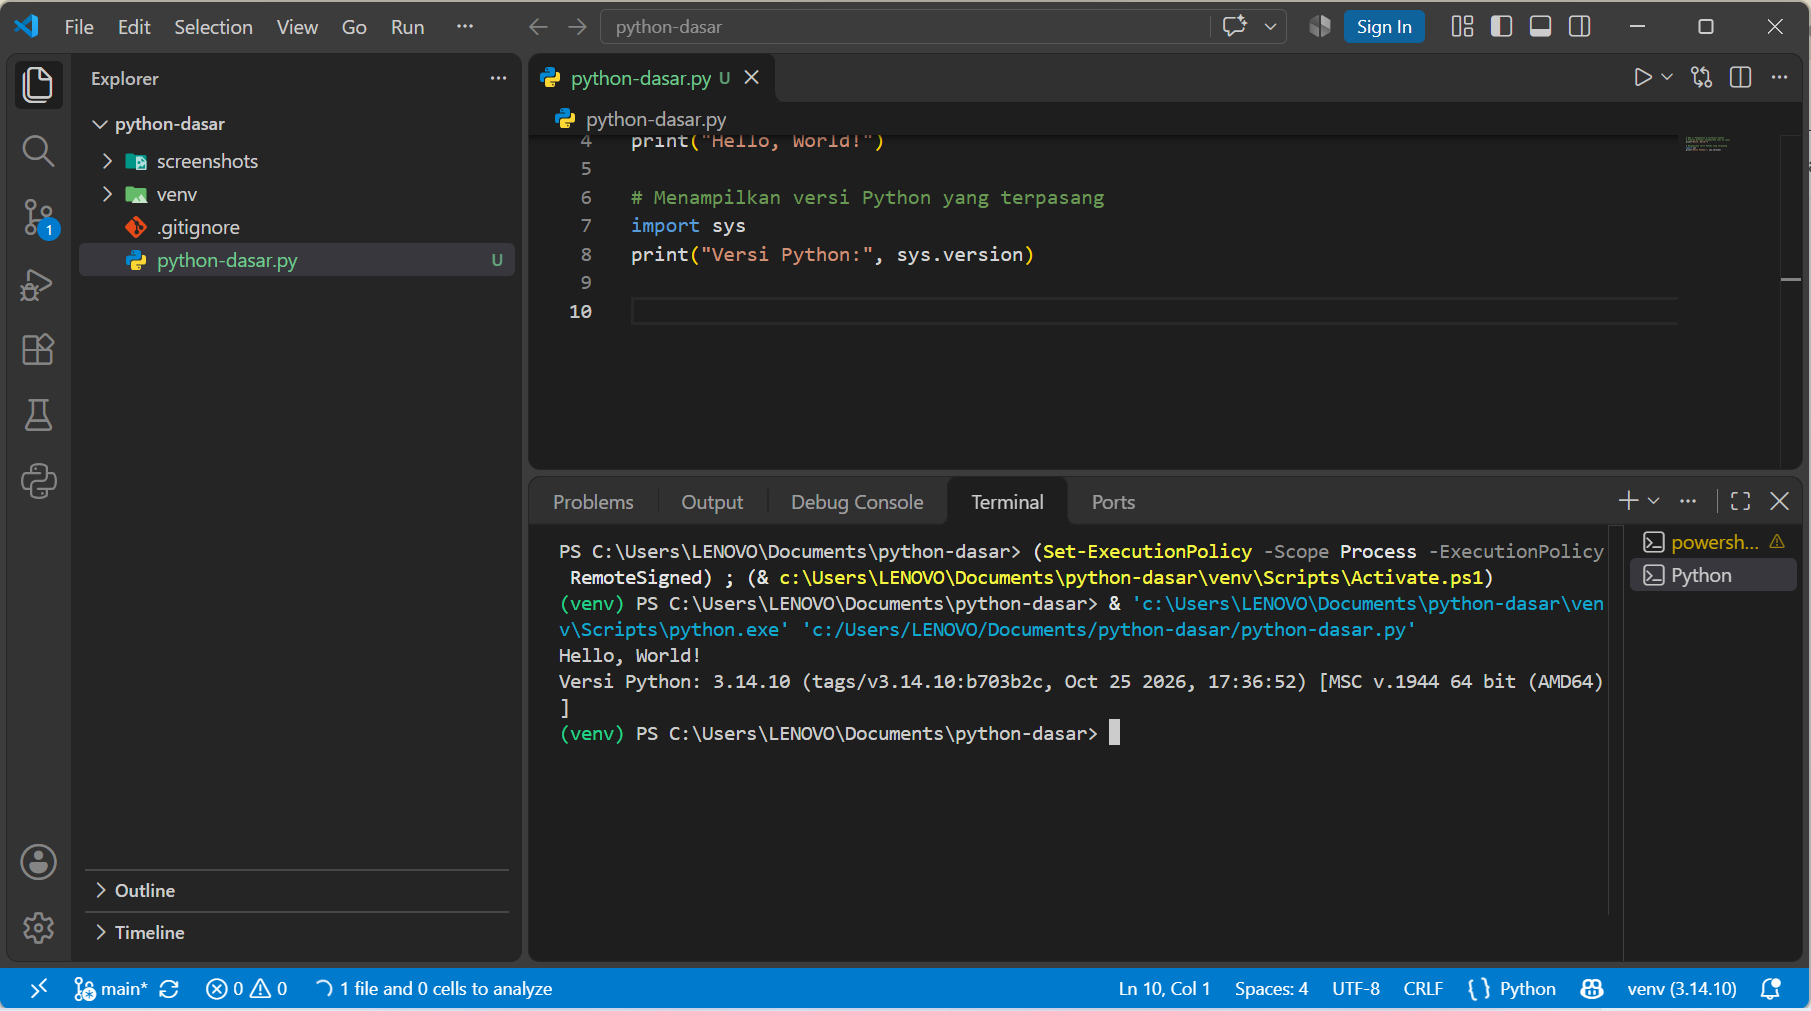 File Edit Selection View Go Run ···
python-dasar
Sign In
Explorer
python-dasar
screenshots
venv
.gitignore
python-dasar.py U
Outline
Timeline
python-dasar.py U
python-dasar.py
4 print("Hello, World!")
5
6 # Menampilkan versi Python yang terpasang
7 import sys
8 print("Versi Python:", sys.version)
9
10
Problems Output Debug Console Terminal Ports
PS C:\Users\LENOVO\Documents\python-dasar> (Set-ExecutionPolicy -Scope Process -ExecutionPolicy
RemoteSigned) ; (& c:\Users\LENOVO\Documents\python-dasar\venv\Scripts\Activate.ps1)
(venv) PS C:\Users\LENOVO\Documents\python-dasar> & 'c:\Users\LENOVO\Documents\python-dasar\ven
v\Scripts\python.exe' 'c:/Users/LENOVO/Documents/python-dasar/python-dasar.py'
Hello, World!
Versi Python: 3.14.10 (tags/v3.14.10:b703b2c, Oct 25 2026, 17:36:52) [MSC v.1944 64 bit (AMD64)
]
(venv) PS C:\Users\LENOVO\Documents\python-dasar>
powersh...
Python
1
main* 0 0 1 file and 0 cells to analyze Ln 10, Col 1 Spaces: 4 UTF-8 CRLF { } Python venv (3.14.10)